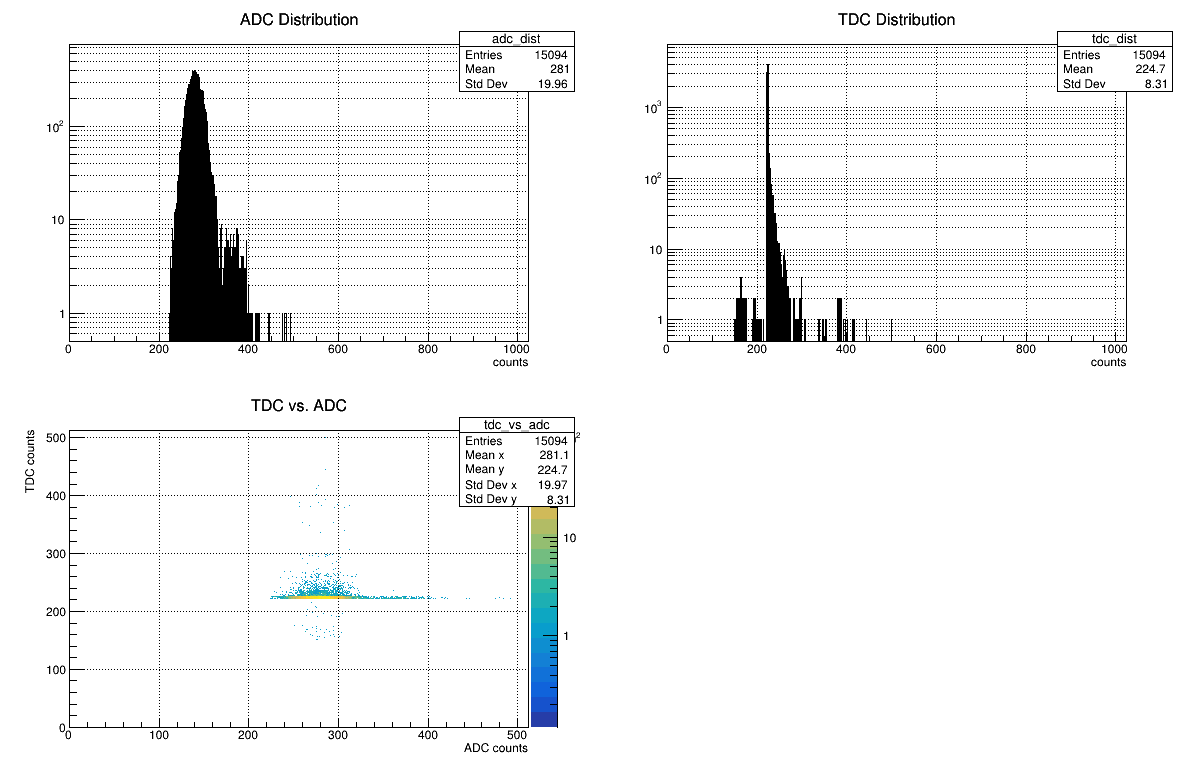 ADC Distribution
adc_dist
Entries 15094
Mean 281
Std Dev 19.96
10²
10
1
0 200 400 600 800 1000
counts
TDC Distribution
tdc_dist
Entries 15094
Mean 224.7
Std Dev 8.31
10³
10²
10
1
0 200 400 600 800 1000
counts
TDC vs. ADC
tdc_vs_adc
Entries 15094
Mean x 281.1
Mean y 224.7
Std Dev x 19.97
Std Dev y 8.31
TDC counts
500
400
300
200
100
0
0 100 200 300 400 500
ADC counts
2
10
1